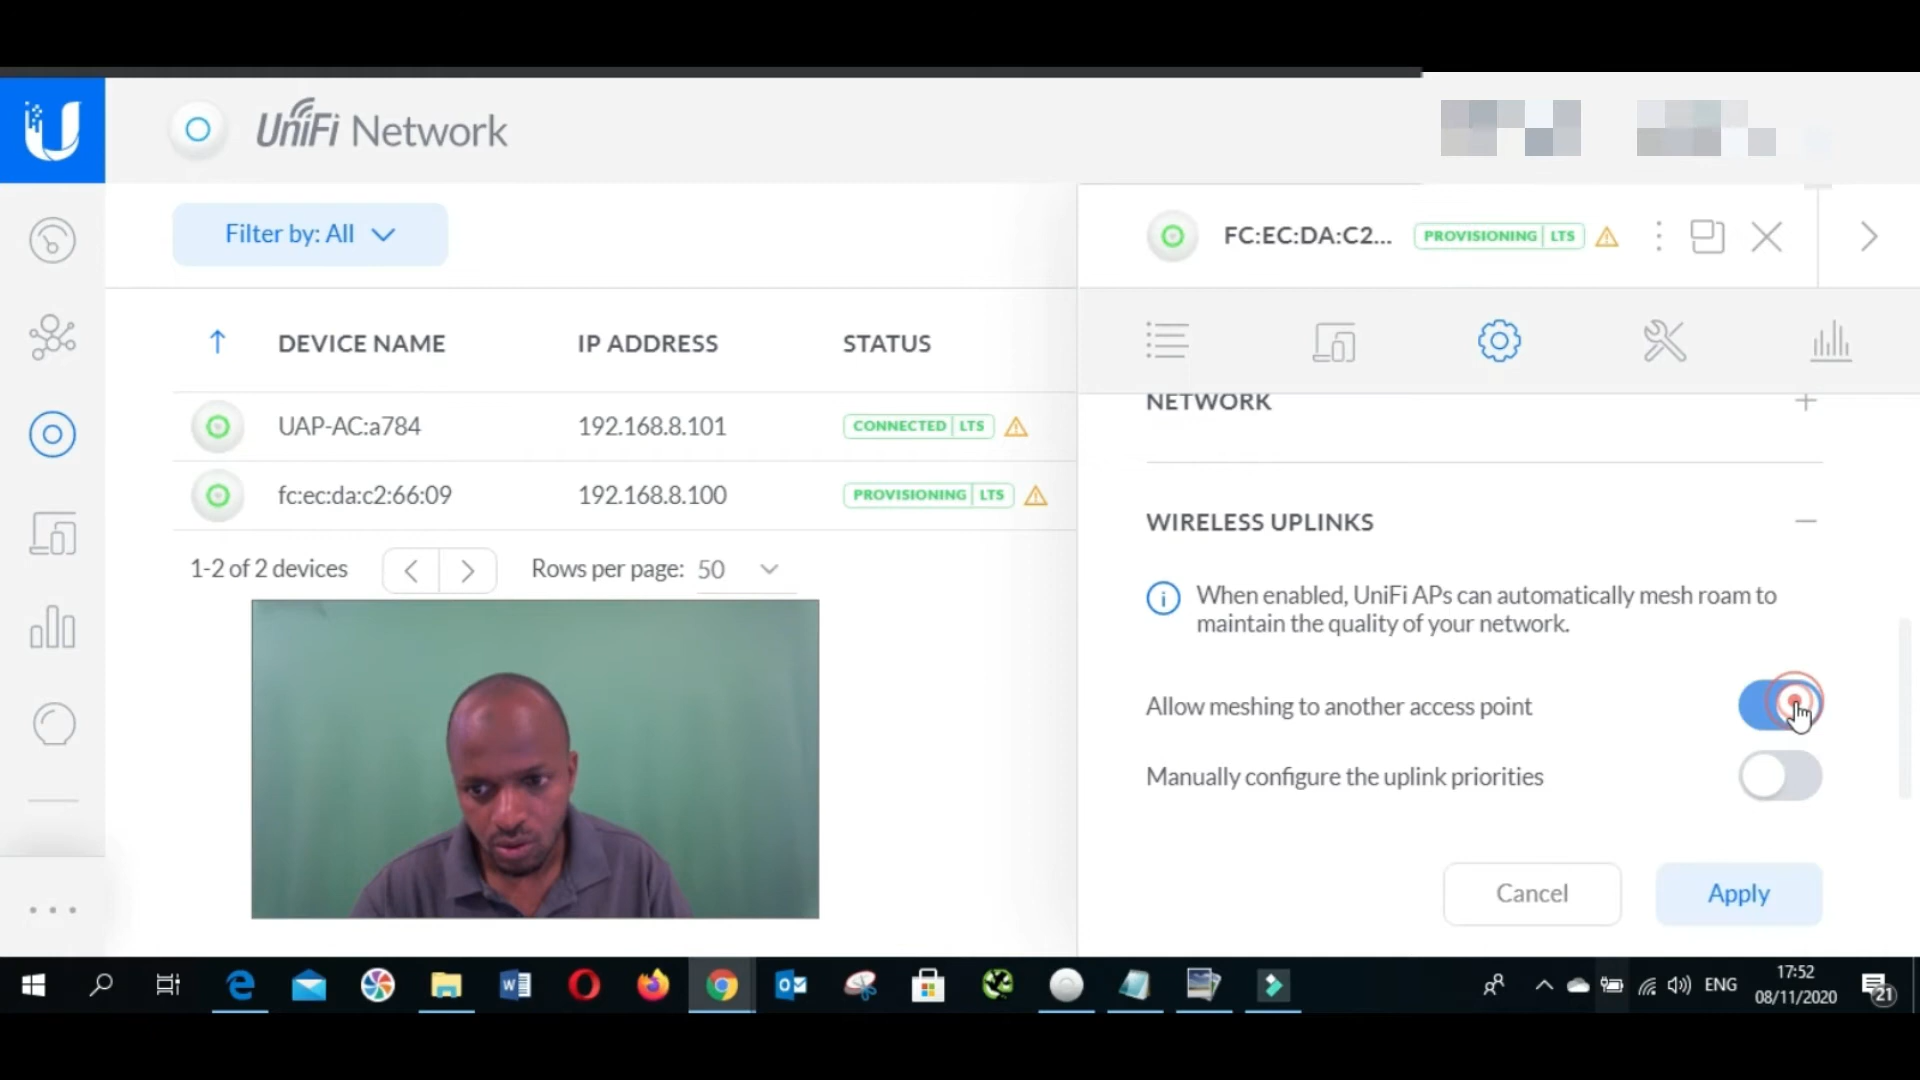 UniFi Network
Filter by: All
DEVICE NAME IP ADDRESS STATUS
UAP-AC:a784 192.168.8.101 CONNECTED LTS
fc:ec:da:c2:66:09 192.168.8.100 PROVISIONING LTS
1-2 of 2 devices Rows per page: 50
FC:EC:DA:C2... PROVISIONING LTS
NETWORK
WIRELESS UPLINKS
When enabled, UniFi APs can automatically mesh roam to
maintain the quality of your network.
Allow meshing to another access point
Manually configure the uplink priorities
Cancel Apply
ENG
17:52
08/11/2020
21